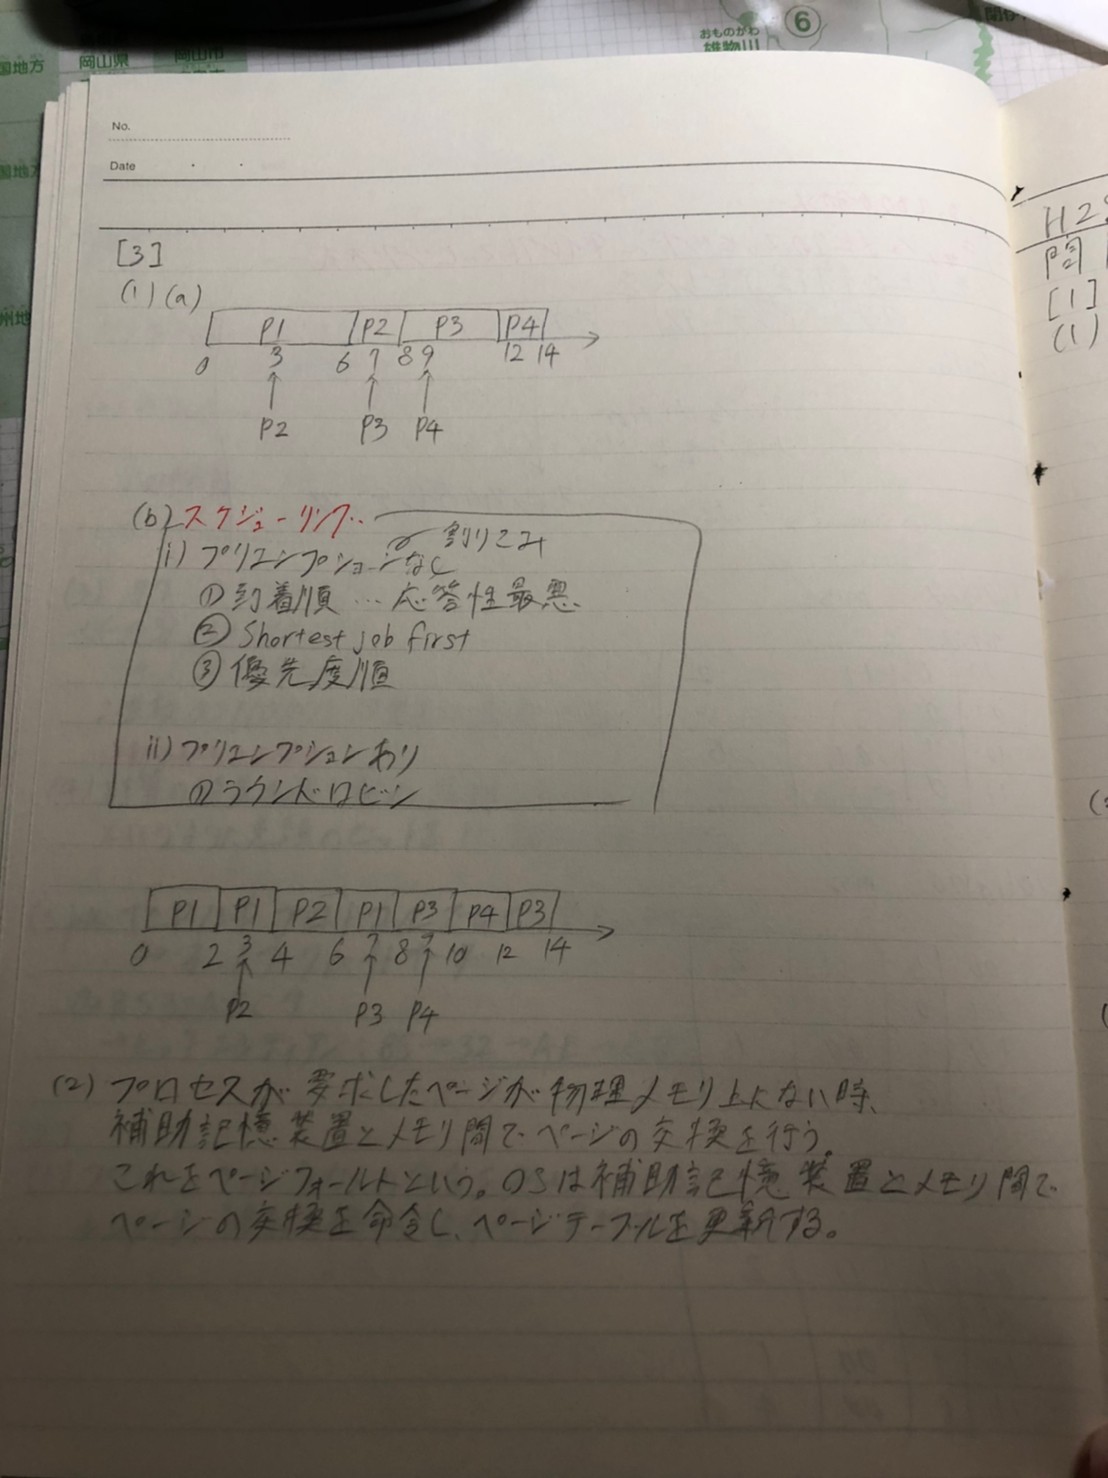 国地方 岡山県 岡山市
おものがわ
雄物川
⑥
No.
Date
[3]
(1)(a)
P1 P2 P3 P4
0 3 6 7 8 9 12 14
P2 P3 P4
(b) スケジューリング..
割りこみ
i) プリエンプションなし
① 到着順 … 応答性最悪
② Shortest job first
③ 優先度順
ii) プリエンプションあり
① ラウンドロビン
P1 P1 P2 P1 P3 P4 P3
0 2 3 4 6 7 8 9 10 12 14
P2 P3 P4
(2) プロセスが要求したページが物理メモリ上にない時、
補助記憶装置とメモリ間でページの交換を行う。
これをページフォールトという。OSは補助記憶装置とメモリ間で
ページの交換を命令し、ページテーブルを更新する。
問
[1]
(1)